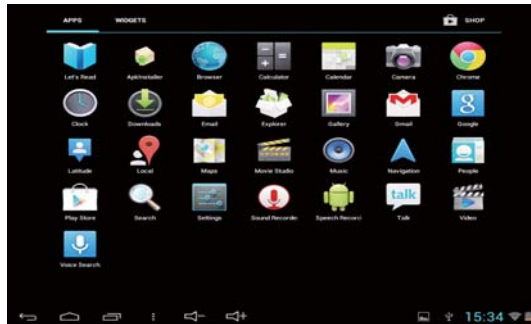 APPS WIDGETS SHOP
Let's Read ApkInstaller Browser Calculator Calendar Camera Chrome
Clock Downloads Email Explorer Gallery Gmail Google
Latitude Local Maps Movie Studio Music Navigation People
talk
Play Store Search Settings Sound Recorde Speech Recordi Talk Video
Voice Search
15:34